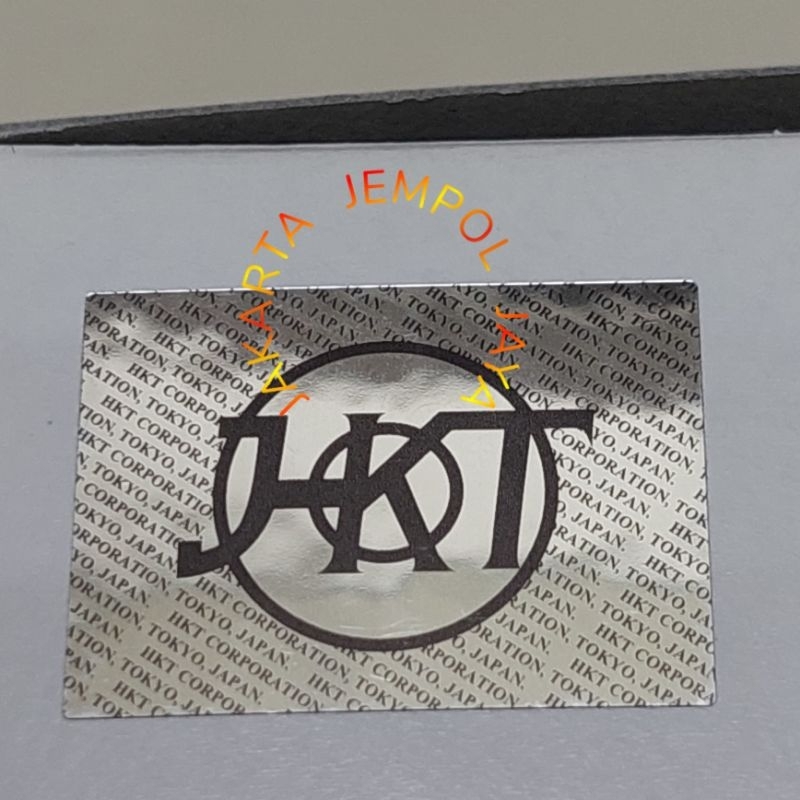 JAKARTA JEMPOL JAYA
HKT
HKT CORPORATION, TOKYO, JAPAN.